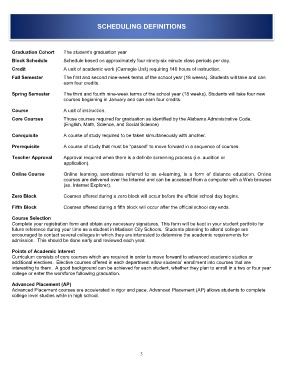 SCHEDULING DEFINITIONS
Graduation Cohort The student's graduation year
Block Schedule Schedule based on approximately four ninety-six minute class periods per day.
Credit A unit of academic work (Carnegie Unit) requiring 140 hours of instruction.
Fall Semester The first and second nine-week terms of the school year (18 weeks). Students will take and can
earn four credits.
Spring Semester The third and fourth nine-week terms of the school year (18 weeks). Students will take four new
courses beginning in January and can earn four credits.
Course A unit of instruction.
Core Courses Those courses required for graduation as identified by the Alabama Administrative Code.
(English, Math, Science, and Social Science)
Corequisite A course of study required to be taken simultaneously with another.
Prerequisite A course of study that must be "passed" to move forward in a sequence of courses.
Teacher Approval Approval required when there is a definite screening process (i.e. audition or
application).
Online Course Online learning, sometimes referred to as e-learning, is a form of distance education. Online
courses are delivered over the Internet and can be accessed from a computer with a Web browser
(ex. Internet Explorer).
Zero Block Courses offered during a zero block will occur before the official school day begins.
Fifth Block Courses offered during a fifth block will occur after the official school day ends.
Course Selection
Complete your registration form and obtain any necessary signatures. This form will be kept in your student portfolio for
future reference during your time as a student in Madison City Schools. Students planning to attend college are
encouraged to contact several colleges in which they are interested to determine the academic requirements for
admission. This should be done early and reviewed each year.
Points of Academic Interest
Curriculum consists of core courses which are required in order to move forward to advanced academic studies or
additional electives. Elective courses offered in each department allow students' enrollment into courses that are
interesting to them. A good background can be achieved for each student, whether they plan to enroll in a two or four year
college or enter the workforce following graduation.
Advanced Placement (AP)
Advanced Placement courses are accelerated in rigor and pace. Advanced Placement (AP) allows students to complete
college level studies while in high school.